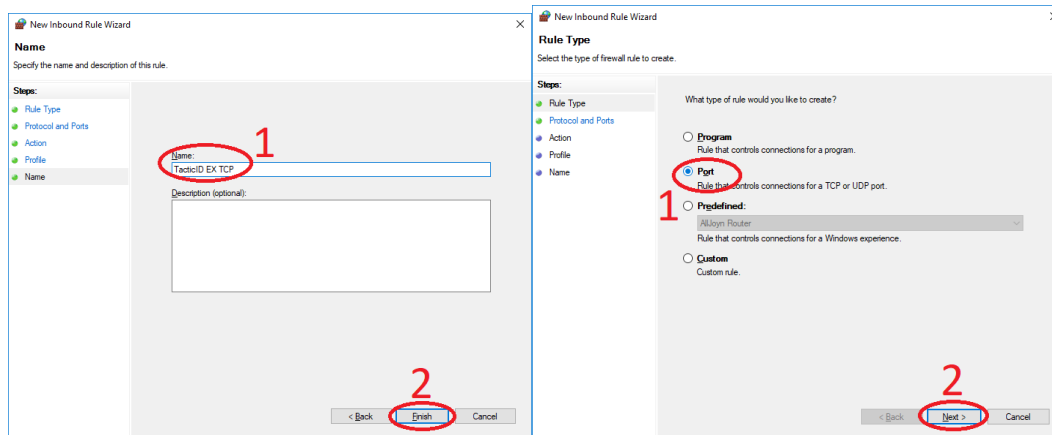 New Inbound Rule Wizard
Name
Specify the name and description of this rule.
Steps:
Rule Type
Protocol and Ports
Action
Profile
Name
1
Name:
TacticID EX TCP
Description (optional):
2
< Back
Finish
Cancel
New Inbound Rule Wizard
Rule Type
Select the type of firewall rule to create.
Steps:
Rule Type
Protocol and Ports
Action
Profile
Name
What type of rule would you like to create?
Program
Rule that controls connections for a program.
Port
Rule that controls connections for a TCP or UDP port.
1
Predefined:
AllJoyn Router
Rule that controls connections for a Windows experience.
Custom
Custom rule.
2
< Back
Next >
Cancel